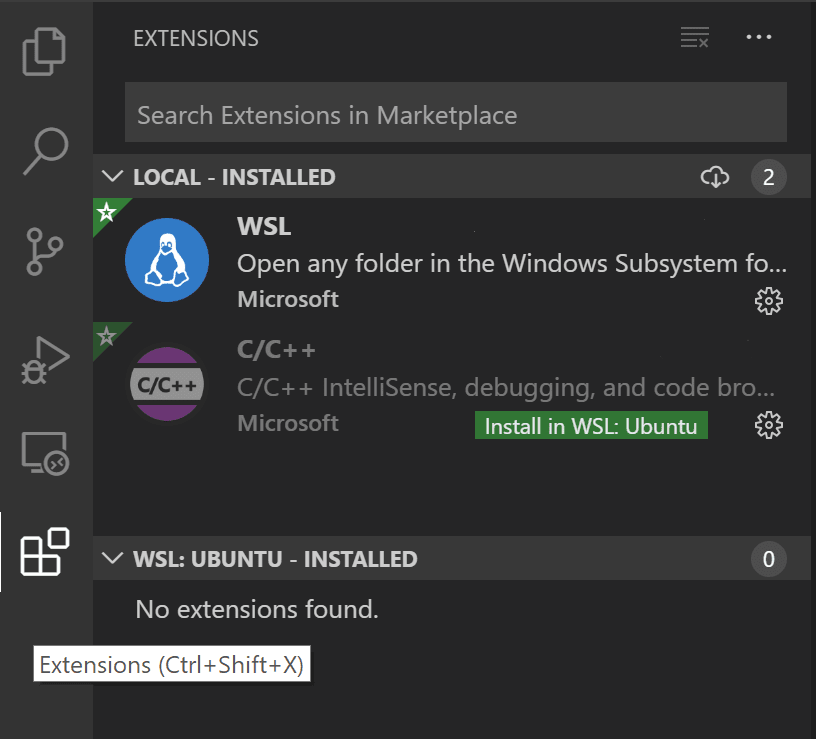 EXTENSIONS
Search Extensions in Marketplace
LOCAL - INSTALLED 2
WSL
Open any folder in the Windows Subsystem fo...
Microsoft
C/C++
C/C++
C/C++ IntelliSense, debugging, and code bro...
Microsoft Install in WSL: Ubuntu
WSL: UBUNTU - INSTALLED 0
No extensions found.
Extensions (Ctrl+Shift+X)